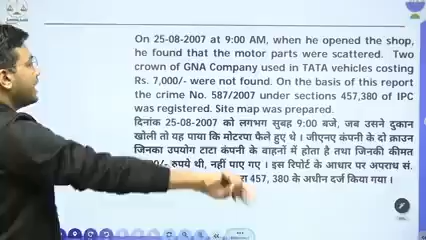 On 25-08-2007 at 9:00 AM, when he opened the shop,
he found that the motor parts were scattered. Two
crown of GNA Company used in TATA vehicles costing
Rs. 7,000/- were not found. On the basis of this report
the crime No. 587/2007 under sections 457,380 of IPC
was registered. Site map was prepared.
दिनांक 25-08-2007 को लगभग सुबह 9:00 बजे, जब उसने दुकान
खोली तो यह पाया कि मोटरपार्ट फैले हुए थे । जीएनए कंपनी के दो क्राउन
जिनका उपयोग टाटा कंपनी के वाहनों में होता है तथा जिनकी कीमत
रुपये थी, नहीं पाए गए । इस रिपोर्ट के आधार पर अपराध सं.
457, 380 के अधीन दर्ज किया गया ।